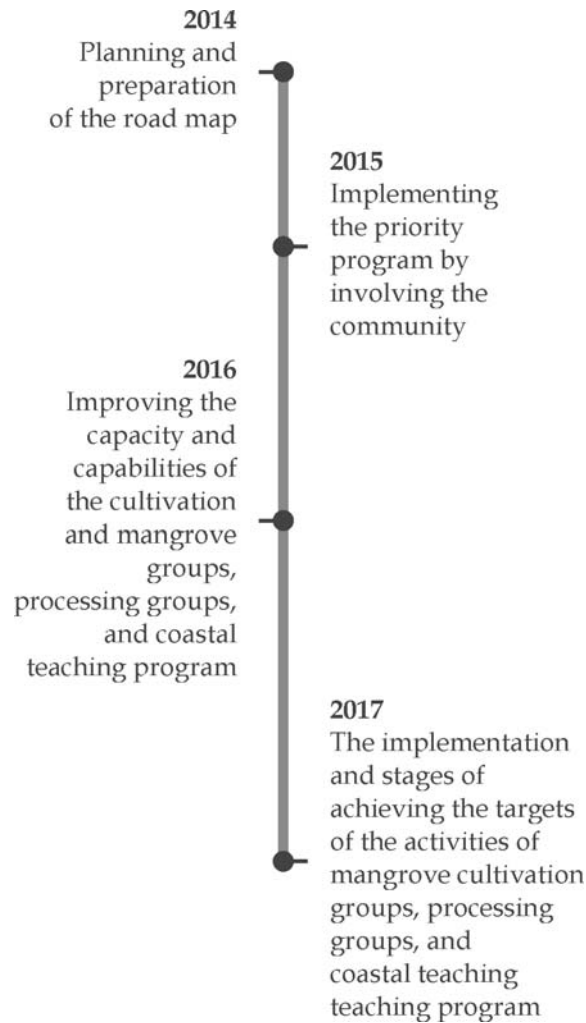 2014
Planning and
preparation
of the road map
2015
Implementing
the priority
program by
involving the
community
2016
Improving the
capacity and
capabilities of
the cultivation
and mangrove
groups,
processing groups,
and coastal
teaching program
2017
The implementation
and stages of
achieving the targets
of the activities of
mangrove cultivation
groups, processing
groups, and
coastal teaching
teaching program